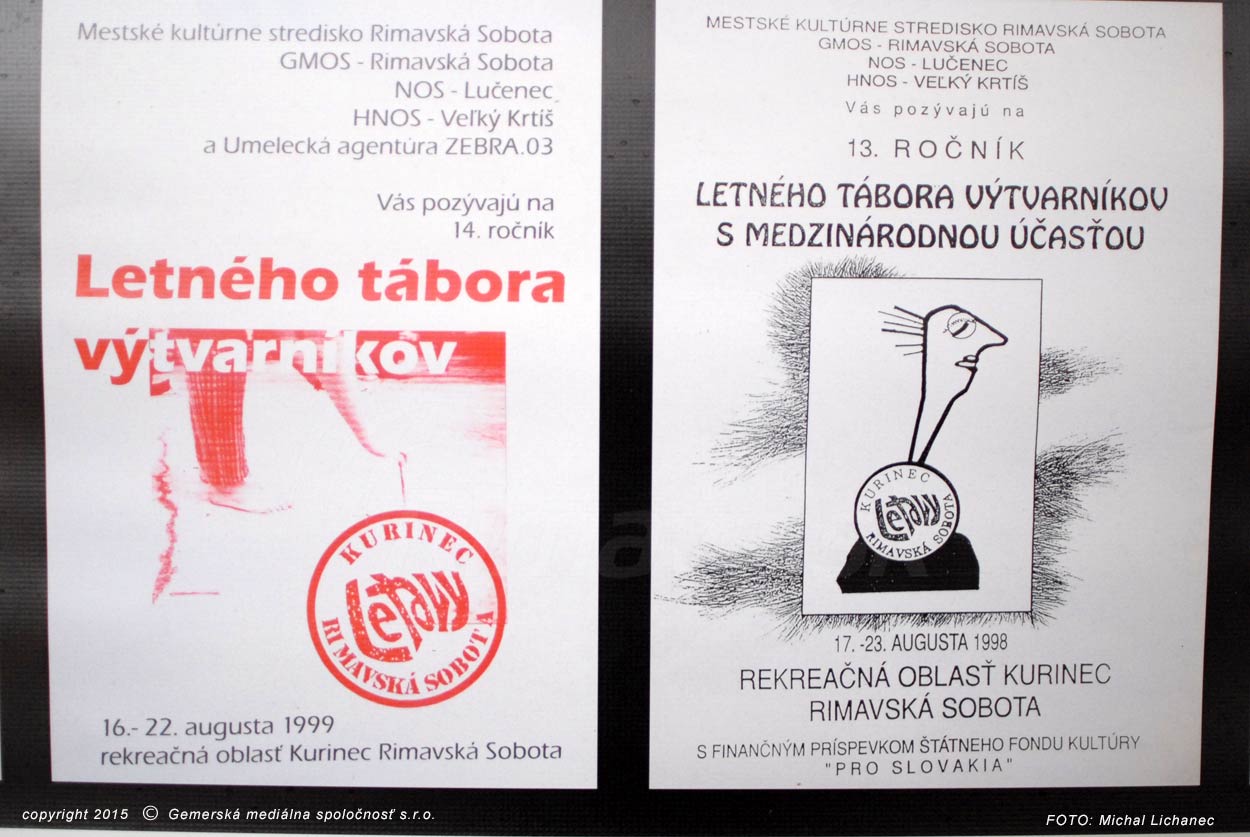 Mestské kultúrne stredisko Rimavská Sobota
GMOS - Rimavská Sobota
NOS - Lučenec
HNOS - Veľký Krtíš
a Umelecká agentúra ZEBRA.03
Vás pozývajú na
14. ročník
Letného tábora
výtvarníkov
KURINEC
Letavy
RIMAVSKÁ SOBOTA
16.- 22. augusta 1999
rekreačná oblasť Kurinec Rimavská Sobota
MESTSKÉ KULTÚRNE STREDISKO RIMAVSKÁ SOBOTA
GMOS - RIMAVSKÁ SOBOTA
NOS - LUČENEC
HNOS - VEĽKÝ KRTÍŠ
Vás pozývajú na
13. ROČNÍK
LETNÉHO TÁBORA VÝTVARNÍKOV
S MEDZINÁRODNOU ÚČASŤOU
KURINEC
Letavy
RIMAVSKÁ SOBOTA
17.-23. AUGUSTA 1998
REKREAČNÁ OBLASŤ KURINEC
RIMAVSKÁ SOBOTA
S FINANČNÝM PRÍSPEVKOM ŠTÁTNEHO FONDU KULTÚRY
"PRO SLOVAKIA"
copyright 2015 © Gemerská mediálna spoločnosť s.r.o.
FOTO: Michal Lichanec